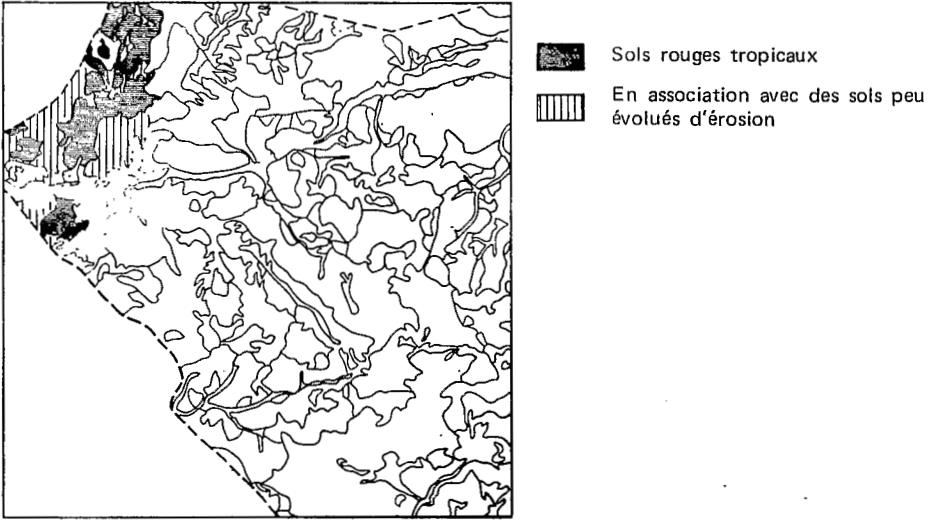 Sols rouges tropicaux
En association avec des sols peu
évolués d'érosion